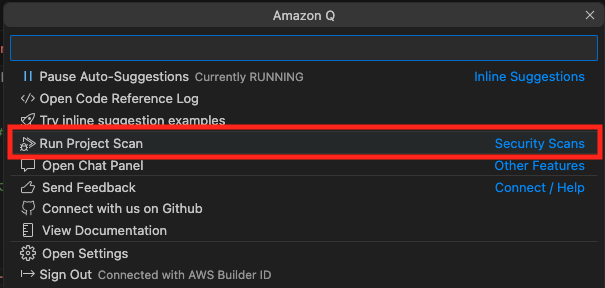 Amazon Q
Pause Auto-Suggestions Currently RUNNING Inline Suggestions
Open Code Reference Log
Try inline suggestion examples
Run Project Scan Security Scans
Open Chat Panel Other Features
Send Feedback Connect / Help
Connect with us on Github
View Documentation
Open Settings
Sign Out Connected with AWS Builder ID